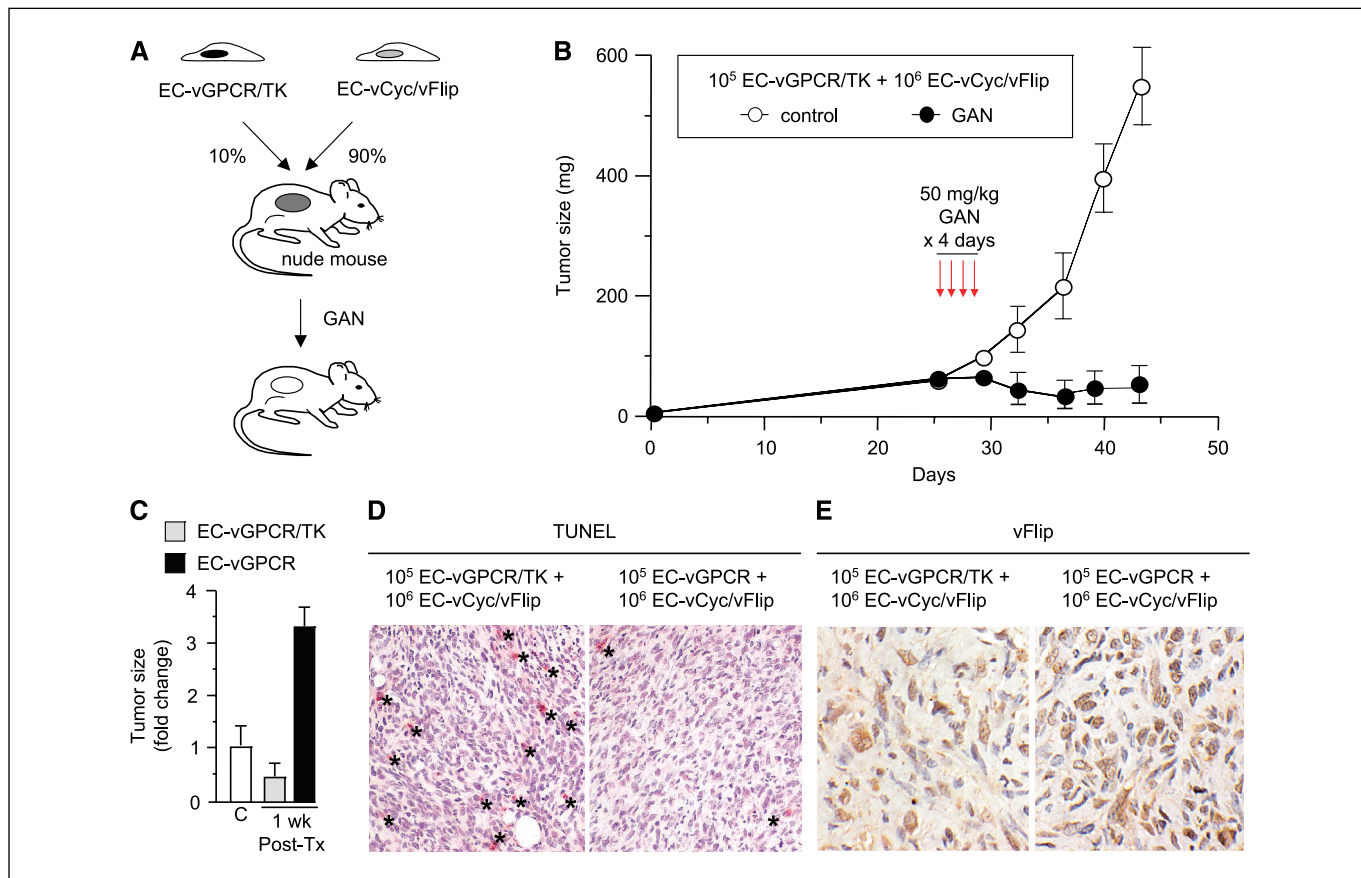 A
EC-vGPCR/TK
EC-vCyc/vFlip
10%
90%
nude mouse
GAN
B
10⁵ EC-vGPCR/TK + 10⁶ EC-vCyc/vFlip
control
GAN
50 mg/kg
GAN
x 4 days
Tumor size (mg)
600
400
200
0
0
10
20
30
40
50
Days
C
EC-vGPCR/TK
EC-vGPCR
Tumor size
(fold change)
4
3
2
1
0
C
1 wk
Post-Tx
D
TUNEL
10⁵ EC-vGPCR/TK +
10⁶ EC-vCyc/vFlip
10⁵ EC-vGPCR +
10⁶ EC-vCyc/vFlip
E
vFlip
10⁵ EC-vGPCR/TK +
10⁶ EC-vCyc/vFlip
10⁵ EC-vGPCR +
10⁶ EC-vCyc/vFlip